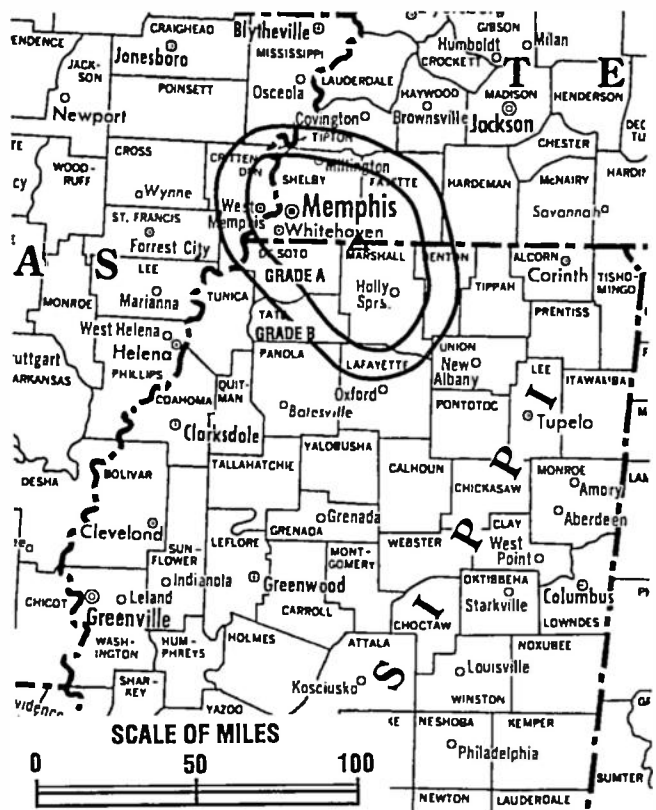 CRAIGHEAD
Blytheville
GIBSON
PENDENCE
Jonesboro
MISSISSIPPI
Humboldt
Milan
JACK-
SON
CROCKETT
T E
LAUDERDALE
POINSETT
Osceola
HAYWOOD
MADISON
HENDERSON
Newport
Covington
Brownsville
Jackson
DEC
TU
TIPTON
CHESTER
CROSS
CRITTEN-
DEN
Millington
WOOD-
RUFF
SHELBY
FAYETTE
HARDEMAN
McNAIRY
HARDIN
Wynne
West
Memphis
Memphis
Savannah
ST. FRANCIS
Whitehaven
Forrest City
DE SOTO
MARSHALL
BENTON
ALCORN
A S
LEE
GRADE A
Corinth
TISHO-
MINGO
MONROE
Marianna
TUNICA
Holly
Sprs.
TIPPAH
West Helena
TATE
GRADE B
PRENTISS
Helena
UNION
uttgart
PHILLIPS
PANOLA
LAFAYETTE
New
Albany
LEE
ITAWAMBA
ARKANSAS
QUIT-
MAN
Oxford
I
COAHOMA
Batesville
PONTOTOC
Tupelo
Clarksdale
YALOBUSHA
P
DESHA
BOLIVAR
TALLAHATCHIE
CALHOUN
CHICKASAW
MONROE
LAM
Amory
Cleveland
Grenada
P
CLAY
Aberdeen
GRENADA
LEFLORE
WEBSTER
West
Point
SUN-
FLOWER
MONT-
GOMERY
Indianola
Greenwood
OKTIBBEHA
Columbus
CHICOT
Leland
Greenville
CARROLL
I
Starkville
CHOCTAW
LOWNDES
WASH-
INGTON
HUM-
PHREYS
HOLMES
ATTALA
NOXUBEE
SHAR-
KEY
Kosciusko
S
Louisville
WINSTON
YAZOO
SCALE OF MILES
KE
NESHOBA
KEMPER
0 50 100
Philadelphia
SUMTER
NEWTON
LAUDERDALE